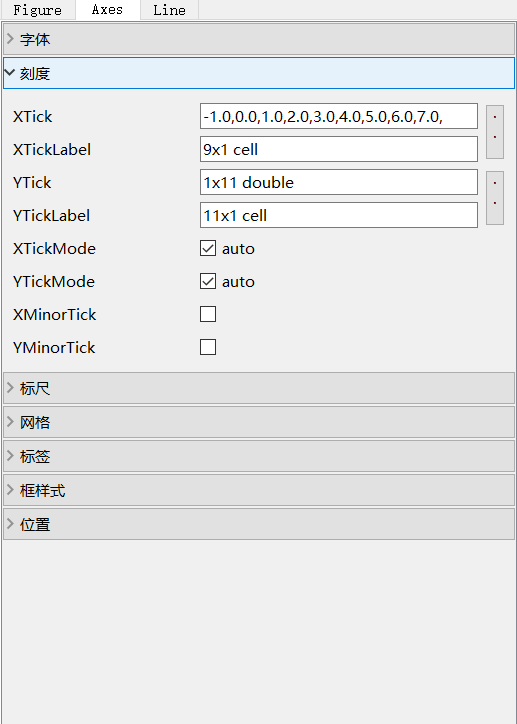 Figure Axes Line
字体
刻度
XTick -1.0,0.0,1.0,2.0,3.0,4.0,5.0,6.0,7.0,
XTickLabel 9x1 cell
YTick 1x11 double
YTickLabel 11x1 cell
XTickMode auto
YTickMode auto
XMinorTick
YMinorTick
标尺
网格
标签
框样式
位置